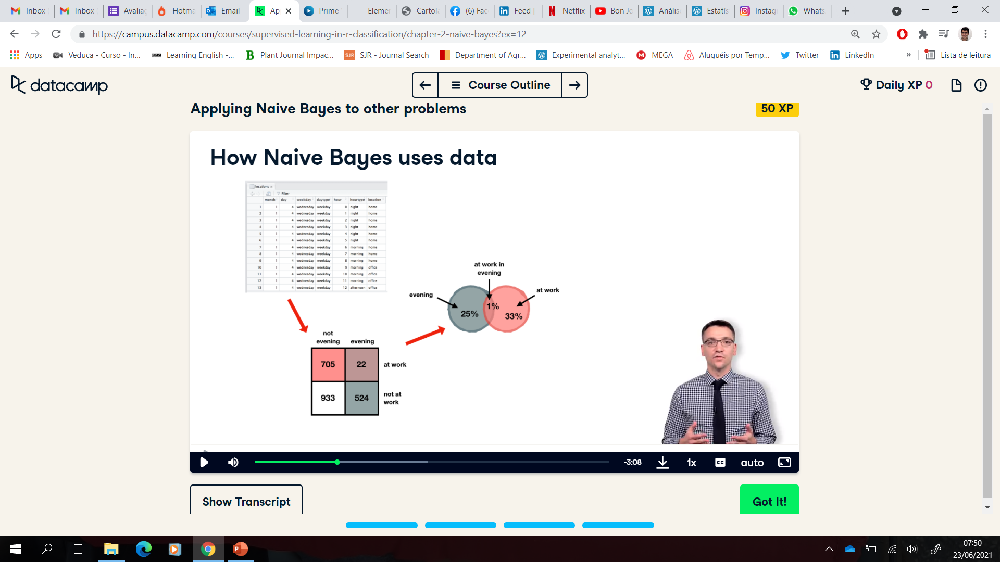 Inbox
Inbox
Avaliaç
Hotma
Email -
Ap
Prime
Elemen
Cartola
(6) Fac
Feed |
Netflix
Bon Jo
Anális
Estatís
Instag
Whats
https://campus.datacamp.com/courses/supervised-learning-in-r-classification/chapter-2-naive-bayes?ex=12
Apps
Veduca - Curso - In...
BBC
Learning English -...
B
Plant Journal Impac...
SJR
SJR - Journal Search
Department of Agr...
Experimental analyt...
MEGA
Aluguéis por Temp...
Twitter
LinkedIn
»
Lista de leitura
datacamp
Course Outline
Daily XP 0
Applying Naive Bayes to other problems
50 XP
How Naive Bayes uses data
locations
Filter
month day weekday daytype hour hourtype location
1 1 4 wednesday weekday 0 night home
2 1 4 wednesday weekday 1 night home
3 1 4 wednesday weekday 2 night home
4 1 4 wednesday weekday 3 night home
5 1 4 wednesday weekday 4 night home
6 1 4 wednesday weekday 5 night home
7 1 4 wednesday weekday 6 morning home
8 1 4 wednesday weekday 7 morning home
9 1 4 wednesday weekday 8 morning home
10 1 4 wednesday weekday 9 morning office
11 1 4 wednesday weekday 10 morning office
12 1 4 wednesday weekday 11 morning office
13 1 4 wednesday weekday 12 afternoon office
at work in
evening
evening
at work
25%
1%
33%
not
evening
evening
705
22
at work
933
524
not at
work
-3:08
1x
CC
auto
Show Transcript
Got It!
07:50
23/06/2021